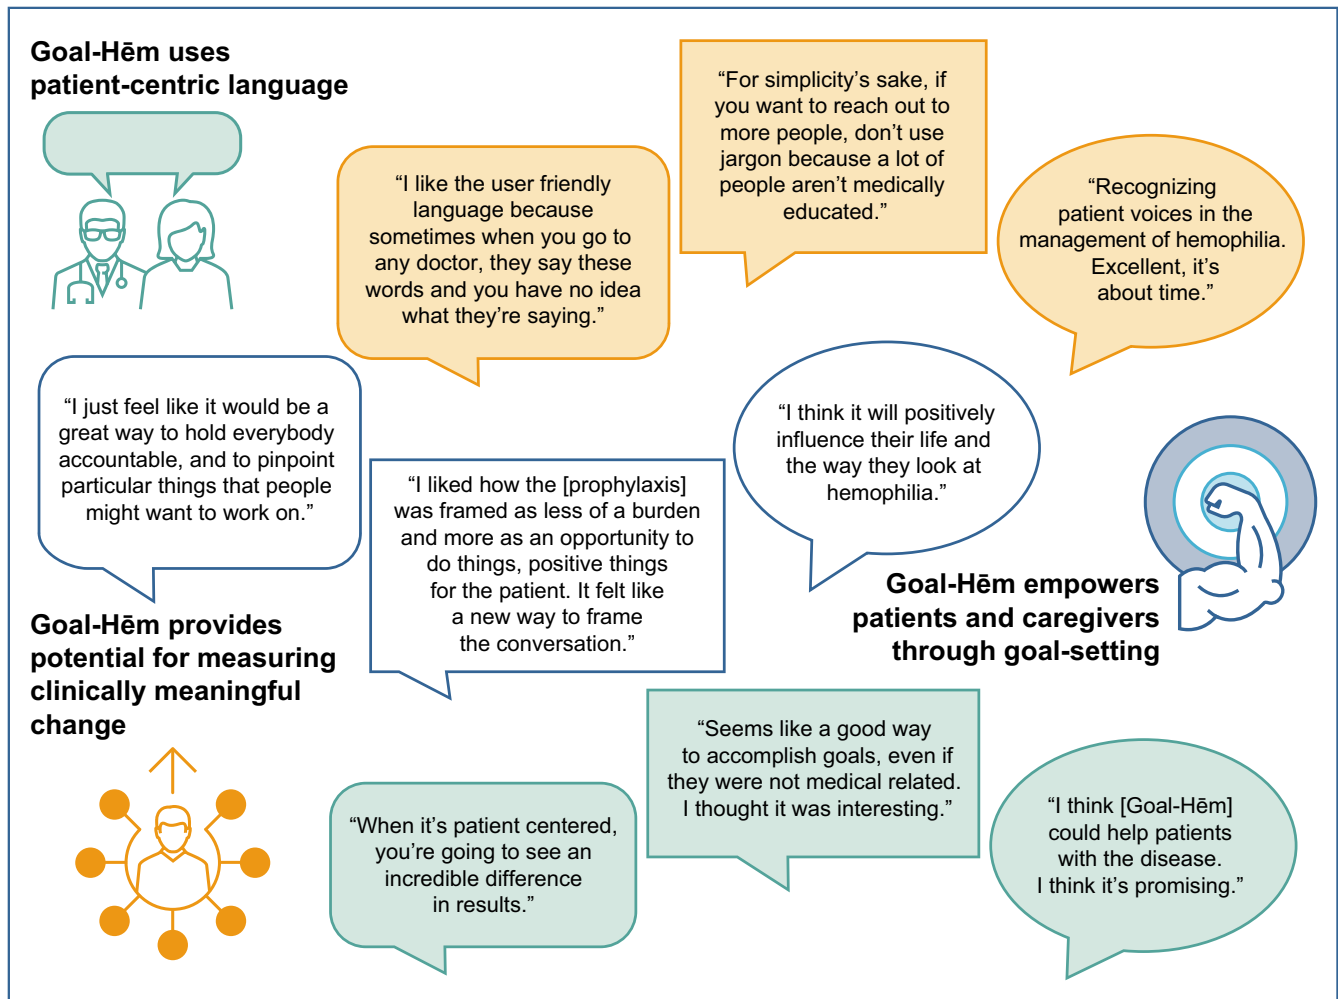 Goal-Hēm uses
patient-centric language
“I like the user friendly
language because
sometimes when you go to
any doctor, they say these
words and you have no idea
what they’re saying.”
“For simplicity’s sake, if
you want to reach out to
more people, don’t use
jargon because a lot of
people aren’t medically
educated.”
“Recognizing
patient voices in the
management of hemophilia.
Excellent, it’s
about time.”
“I just feel like it would be a
great way to hold everybody
accountable, and to pinpoint
particular things that people
might want to work on.”
“I liked how the [prophylaxis]
was framed as less of a burden
and more as an opportunity to
do things, positive things
for the patient. It felt like
a new way to frame
the conversation.”
“I think it will positively
influence their life and
the way they look at
hemophilia.”
Goal-Hēm empowers
patients and caregivers
through goal-setting
Goal-Hēm provides
potential for measuring
clinically meaningful
change
“When it’s patient centered,
you’re going to see an
incredible difference
in results.”
“Seems like a good way
to accomplish goals, even if
they were not medical related.
I thought it was interesting.”
“I think [Goal-Hēm]
could help patients
with the disease.
I think it’s promising.”